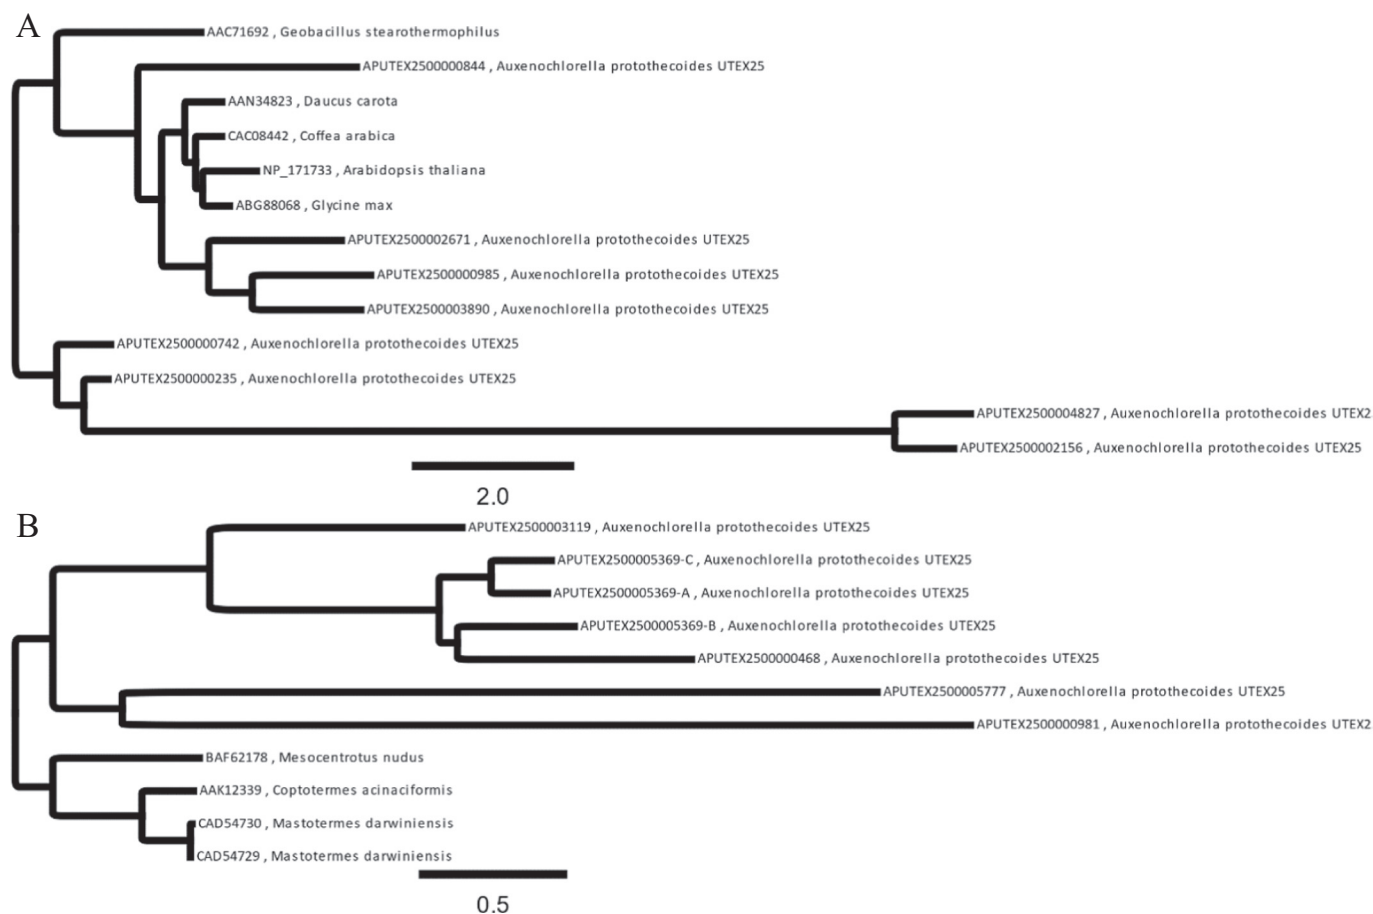 A
AAC71692 , Geobacillus stearothermophilus
APUTEX2500000844 , Auxenochlorella protothecoides UTEX25
AAN34823 , Daucus carota
CAC08442 , Coffea arabica
NP_171733 , Arabidopsis thaliana
ABG88068 , Glycine max
APUTEX2500002671 , Auxenochlorella protothecoides UTEX25
APUTEX2500000985 , Auxenochlorella protothecoides UTEX25
APUTEX2500003890 , Auxenochlorella protothecoides UTEX25
APUTEX2500000742 , Auxenochlorella protothecoides UTEX25
APUTEX2500000235 , Auxenochlorella protothecoides UTEX25
APUTEX2500004827 , Auxenochlorella protothecoides UTEX2
APUTEX2500002156 , Auxenochlorella protothecoides UTEX25
2.0
B
APUTEX2500003119 , Auxenochlorella protothecoides UTEX25
APUTEX2500005369-C , Auxenochlorella protothecoides UTEX25
APUTEX2500005369-A , Auxenochlorella protothecoides UTEX25
APUTEX2500005369-B , Auxenochlorella protothecoides UTEX25
APUTEX2500000468 , Auxenochlorella protothecoides UTEX25
APUTEX2500005777 , Auxenochlorella protothecoides UTEX25
APUTEX2500000981 , Auxenochlorella protothecoides UTEX2
BAF62178 , Mesocentrotus nudus
AAK12339 , Coptotermes acinaciformis
CAD54730 , Mastotermes darwiniensis
CAD54729 , Mastotermes darwiniensis
0.5